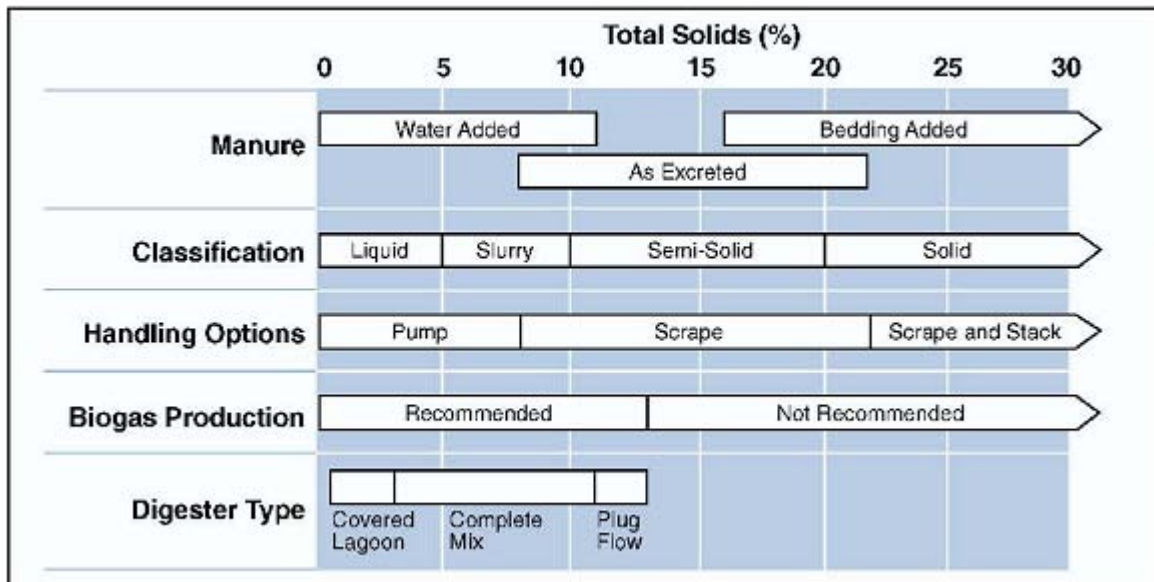 Total Solids (%)
0 5 10 15 20 25 30
Manure
Water Added
Bedding Added
As Excreted
Classification
Liquid
Slurry
Semi-Solid
Solid
Handling Options
Pump
Scrape
Scrape and Stack
Biogas Production
Recommended
Not Recommended
Digester Type
Covered
Lagoon
Complete
Mix
Plug
Flow